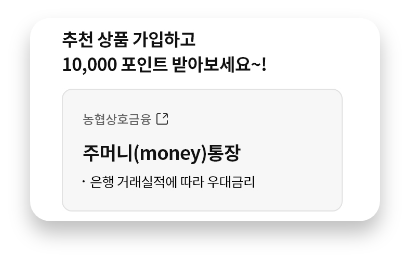 추천 상품 가입하고
10,000 포인트 받아보세요~!
농협상호금융
주머니(money)통장
· 은행 거래실적에 따라 우대금리